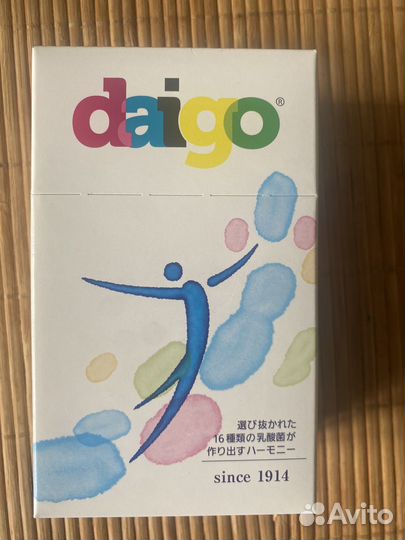 daigo®
選び抜かれた
16種類の乳酸菌が
作り出すハーモニー
since 1914
Avito